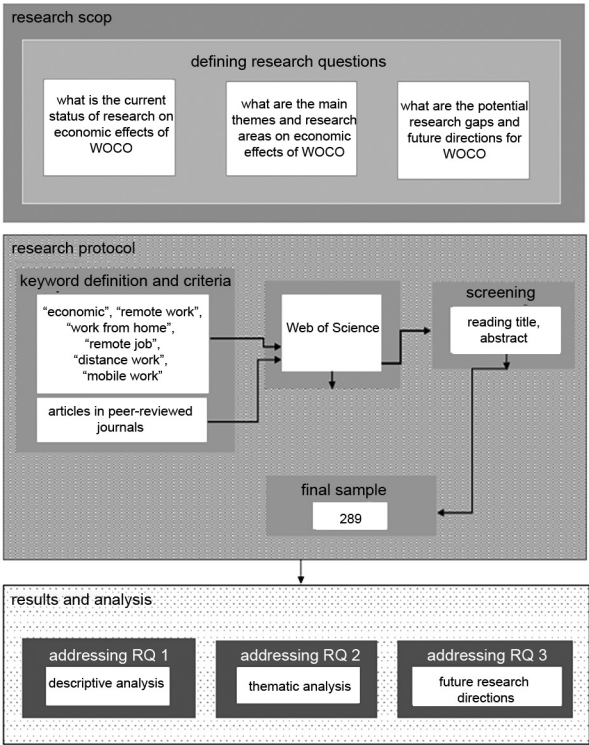 research scop
defining research questions
what is the current
status of research on
economic effects of
WOCO
what are the main
themes and research
areas on economic
effects of WOCO
what are the potential
research gaps and
future directions for
WOCO
research protocol
keyword definition and criteria
“economic”, “remote work”,
“work from home”,
“remote job”,
“distance work”,
“mobile work”
articles in peer-reviewed
journals
Web of Science
screening
reading title,
abstract
final sample
289
results and analysis
addressing RQ 1
descriptive analysis
addressing RQ 2
thematic analysis
addressing RQ 3
future research
directions